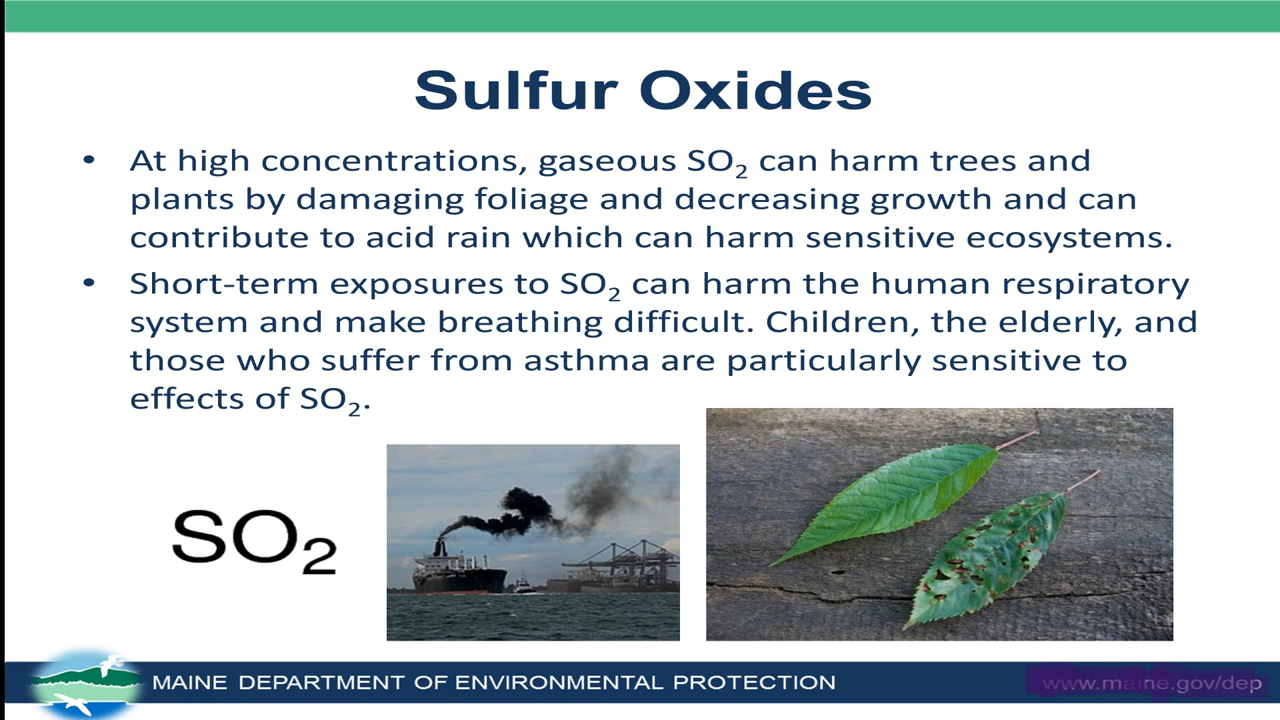 Sulfur Oxides
• At high concentrations, gaseous SO₂ can harm trees and
plants by damaging foliage and decreasing growth and can
contribute to acid rain which can harm sensitive ecosystems.
• Short-term exposures to SO₂ can harm the human respiratory
system and make breathing difficult. Children, the elderly, and
those who suffer from asthma are particularly sensitive to
effects of SO₂.
SO₂
MAINE DEPARTMENT OF ENVIRONMENTAL PROTECTION
www.maine.gov/dep